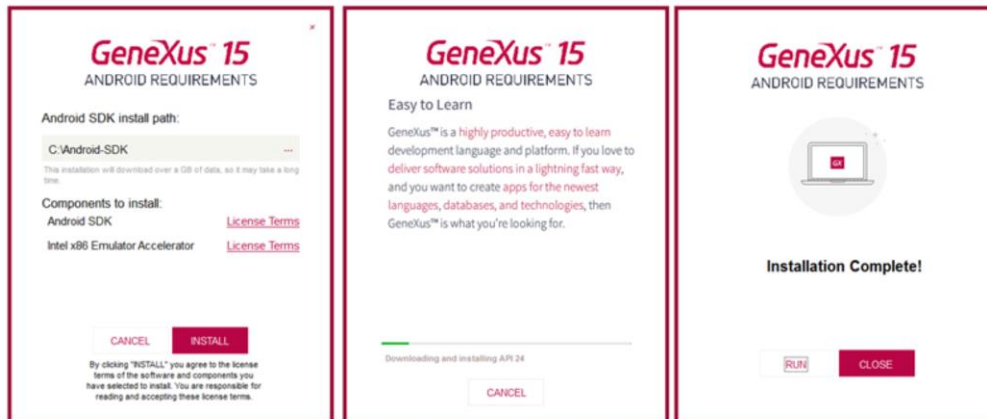 ×
GeneXus™ 15
ANDROID REQUIREMENTS
Android SDK install path:
C:\Android-SDK
...
This installation will download over a GB of data, so it may take a long
time.
Components to install:
Android SDK License Terms
Intel x86 Emulator Accelerator License Terms
CANCEL INSTALL
By clicking "INSTALL" you agree to the license
terms of the software and components you
have selected to install. You are responsible for
reading and accepting these license terms.
GeneXus™ 15
ANDROID REQUIREMENTS
Easy to Learn
GeneXus™ is a highly productive, easy to learn
development language and platform. If you love to
deliver software solutions in a lightning fast way,
and you want to create apps for the newest
languages, databases, and technologies, then
GeneXus™ is what you're looking for.
Downloading and installing API 24
CANCEL
GeneXus™ 15
ANDROID REQUIREMENTS
GX
Installation Complete!
RUN CLOSE